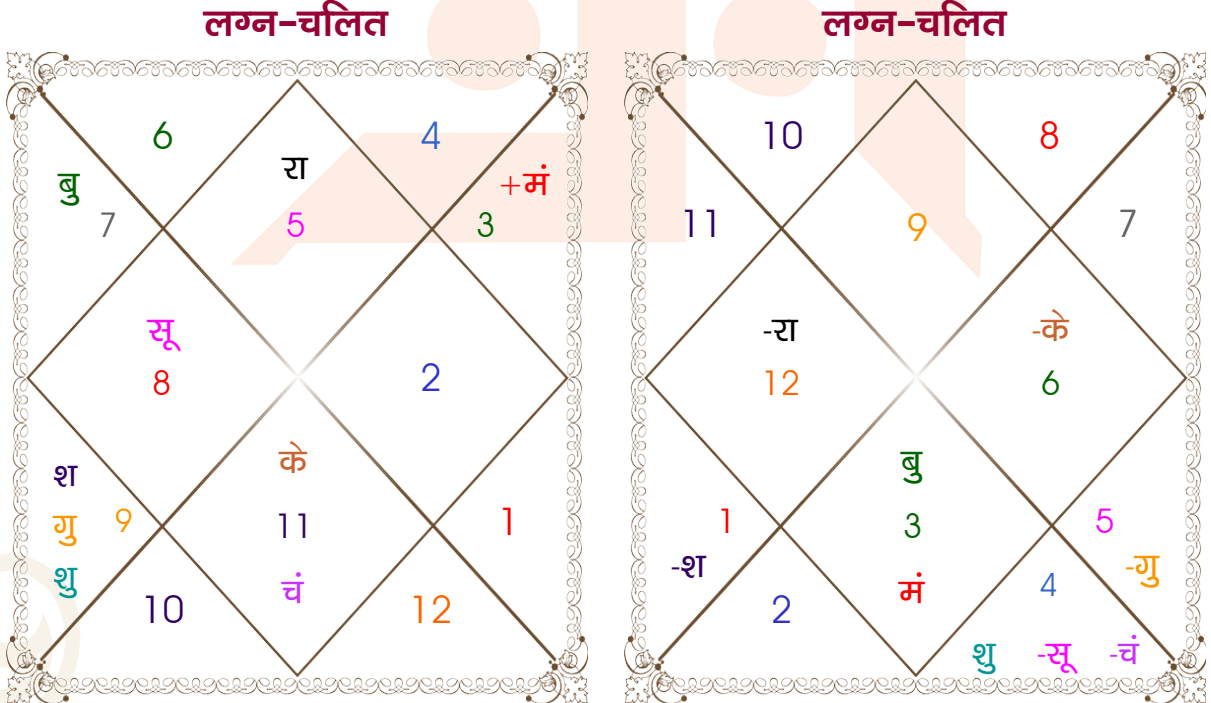 लग्न-चलित
6
रा
4
बु
+मं
7
5
3
सू
8
2
के
श
गु
9
11
1
शु
चं
10
12
लग्न-चलित
10
8
11
9
7
-रा
-के
12
6
बु
1
3
5
-श
-गु
2
मं
4
शु -सू -चं